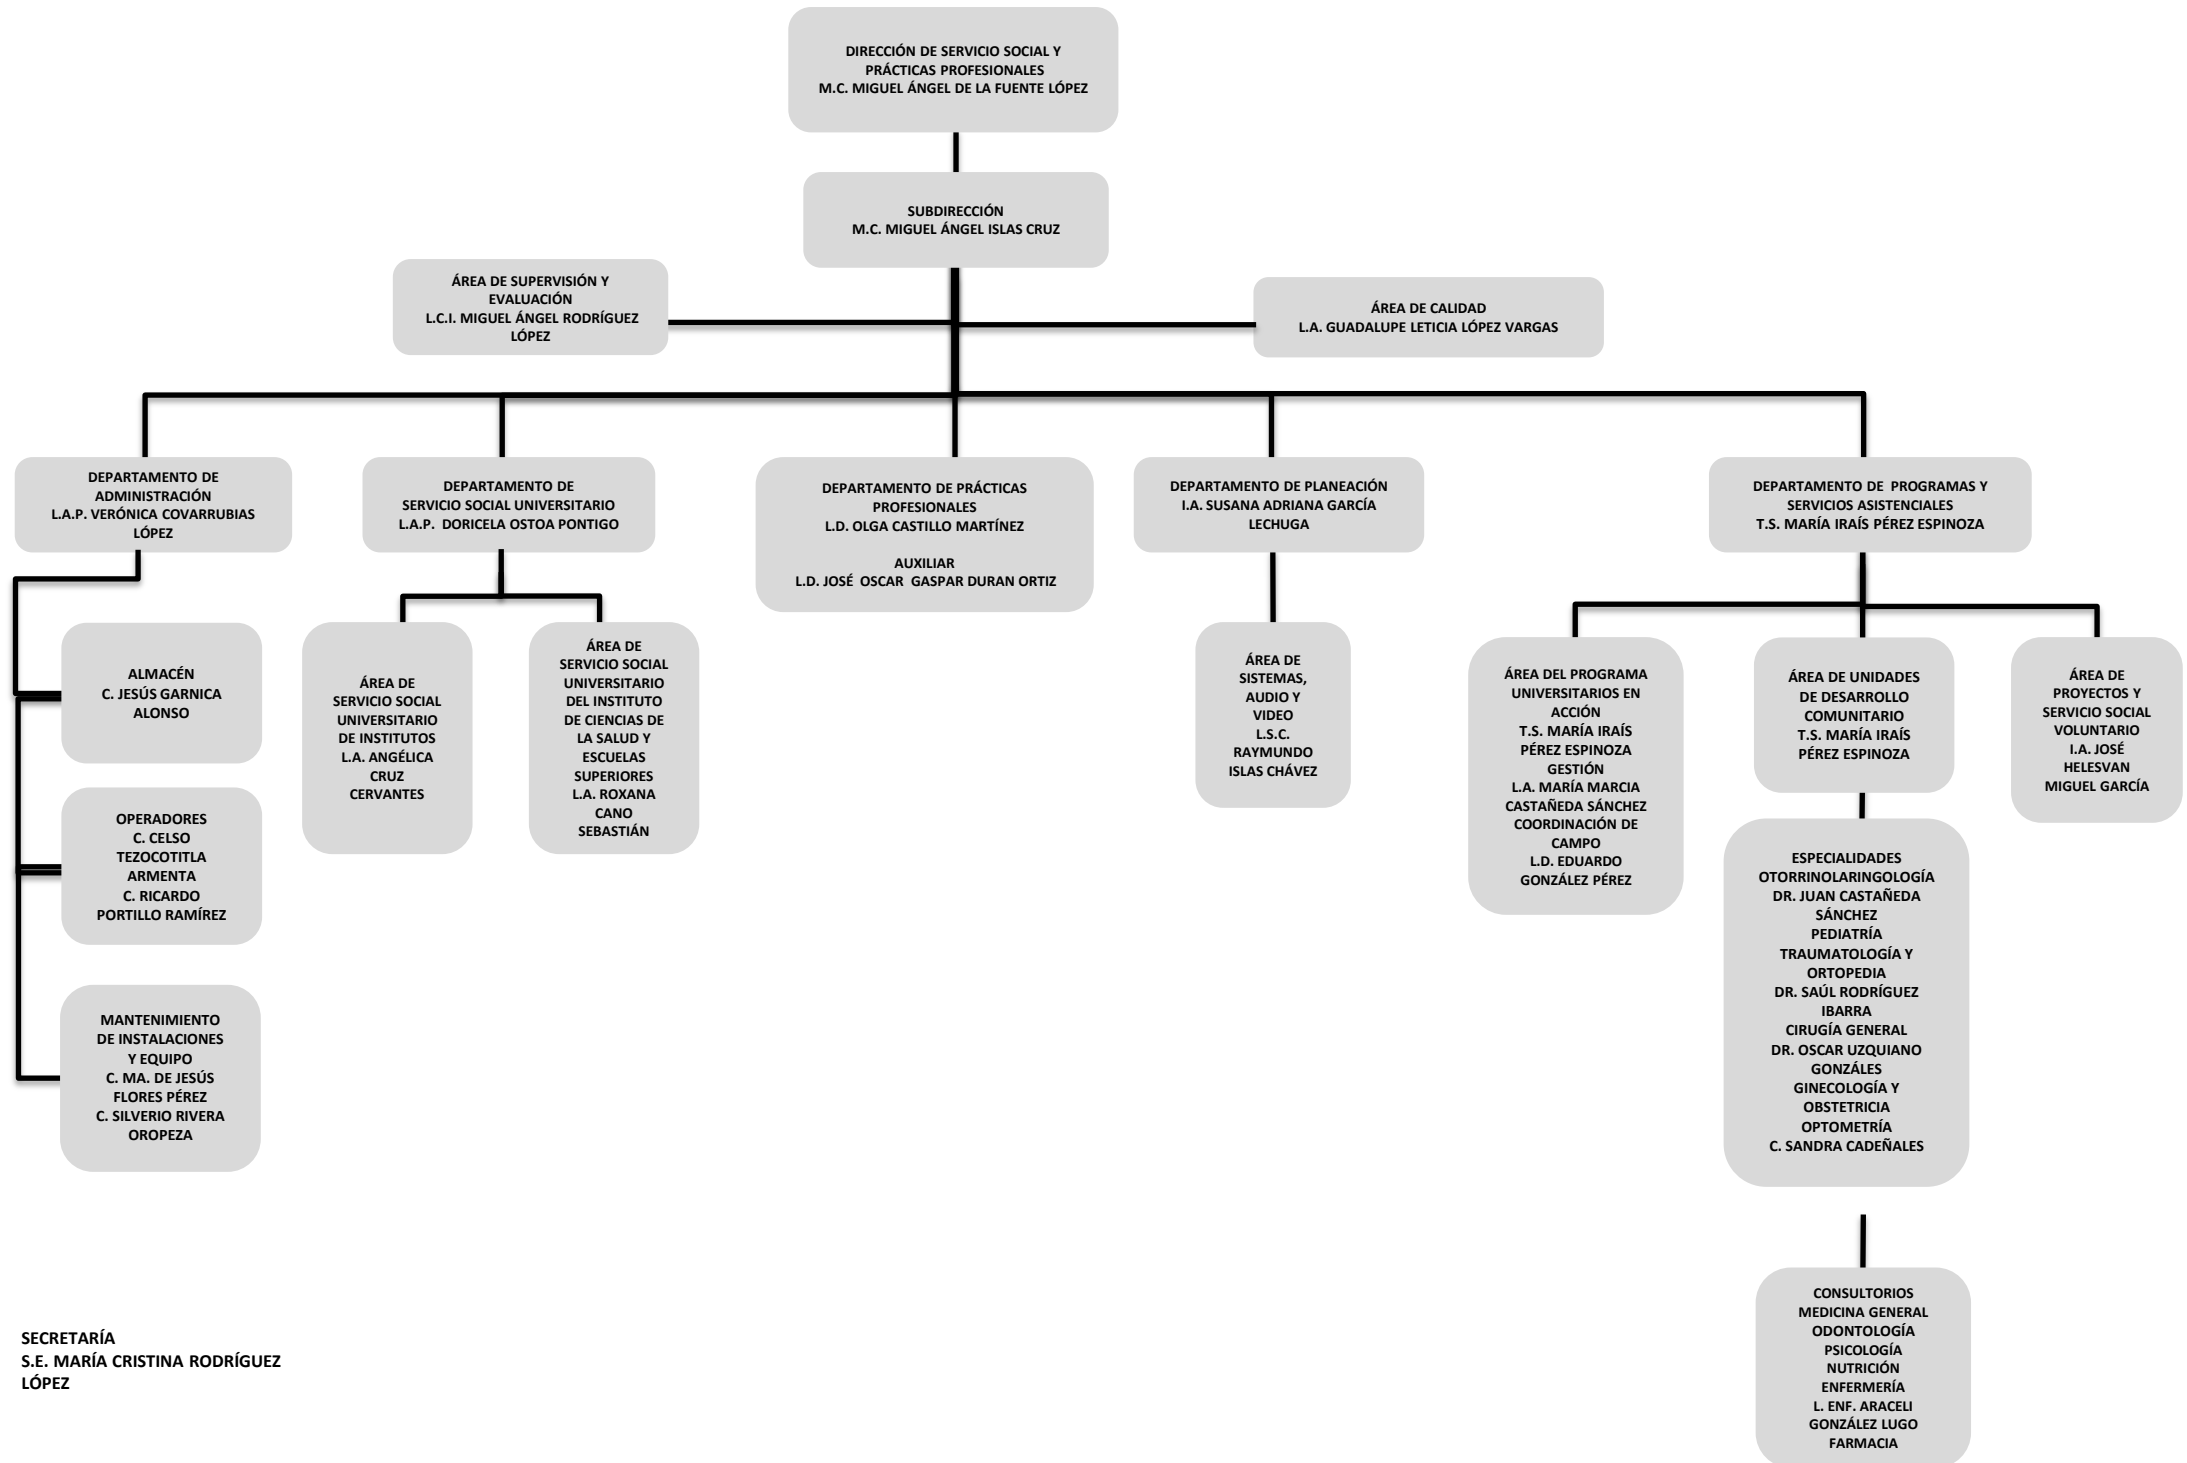 DIRECCIÓN DE SERVICIO SOCIAL Y
PRÁCTICAS PROFESIONALES
M.C. MIGUEL ÁNGEL DE LA FUENTE LÓPEZ
SUBDIRECCIÓN
M.C. MIGUEL ÁNGEL ISLAS CRUZ
ÁREA DE SUPERVISIÓN Y
EVALUACIÓN
L.C.I. MIGUEL ÁNGEL RODRÍGUEZ
LÓPEZ
ÁREA DE CALIDAD
L.A. GUADALUPE LETICIA LÓPEZ VARGAS
DEPARTAMENTO DE
ADMINISTRACIÓN
L.A.P. VERÓNICA COVARRUBIAS
LÓPEZ
DEPARTAMENTO DE
SERVICIO SOCIAL UNIVERSITARIO
L.A.P. DORICELA OSTOA PONTIGO
DEPARTAMENTO DE PRÁCTICAS
PROFESIONALES
L.D. OLGA CASTILLO MARTÍNEZ
AUXILIAR
L.D. JOSÉ OSCAR GASPAR DURAN ORTIZ
DEPARTAMENTO DE PLANEACIÓN
I.A. SUSANA ADRIANA GARCÍA
LECHUGA
DEPARTAMENTO DE PROGRAMAS Y
SERVICIOS ASISTENCIALES
T.S. MARÍA IRAÍS PÉREZ ESPINOZA
ALMACÉN
C. JESÚS GARNICA
ALONSO
OPERADORES
C. CELSO
TEZOCOTITLA
ARMENTA
C. RICARDO
PORTILLO RAMÍREZ
MANTENIMIENTO
DE INSTALACIONES
Y EQUIPO
C. MA. DE JESÚS
FLORES PÉREZ
C. SILVERIO RIVERA
OROPEZA
ÁREA DE
SERVICIO SOCIAL
UNIVERSITARIO
DE INSTITUTOS
L.A. ANGÉLICA
CRUZ
CERVANTES
ÁREA DE
SERVICIO SOCIAL
UNIVERSITARIO
DEL INSTITUTO
DE CIENCIAS DE
LA SALUD Y
ESCUELAS
SUPERIORES
L.A. ROXANA
CANO
SEBASTIÁN
ÁREA DE
SISTEMAS,
AUDIO Y
VIDEO
L.S.C.
RAYMUNDO
ISLAS CHÁVEZ
ÁREA DEL PROGRAMA
UNIVERSITARIOS EN
ACCIÓN
T.S. MARÍA IRAÍS
PÉREZ ESPINOZA
GESTIÓN
L.A. MARÍA MARCIA
CASTAÑEDA SÁNCHEZ
COORDINACIÓN DE
CAMPO
L.D. EDUARDO
GONZÁLEZ PÉREZ
ÁREA DE UNIDADES
DE DESARROLLO
COMUNITARIO
T.S. MARÍA IRAÍS
PÉREZ ESPINOZA
ÁREA DE
PROYECTOS Y
SERVICIO SOCIAL
VOLUNTARIO
I.A. JOSÉ
HELESVAN
MIGUEL GARCÍA
ESPECIALIDADES
OTORRINOLARINGOLOGÍA
DR. JUAN CASTAÑEDA
SÁNCHEZ
PEDIATRÍA
TRAUMATOLOGÍA Y
ORTOPEDIA
DR. SAÚL RODRÍGUEZ
IBARRA
CIRUGÍA GENERAL
DR. OSCAR UZQUIANO
GONZÁLES
GINECOLOGÍA Y
OBSTETRICIA
OPTOMETRÍA
C. SANDRA CADEÑALES
CONSULTORIOS
MEDICINA GENERAL
ODONTOLOGÍA
PSICOLOGÍA
NUTRICIÓN
ENFERMERÍA
L. ENF. ARACELI
GONZÁLEZ LUGO
FARMACIA
SECRETARÍA
S.E. MARÍA CRISTINA RODRÍGUEZ
LÓPEZ